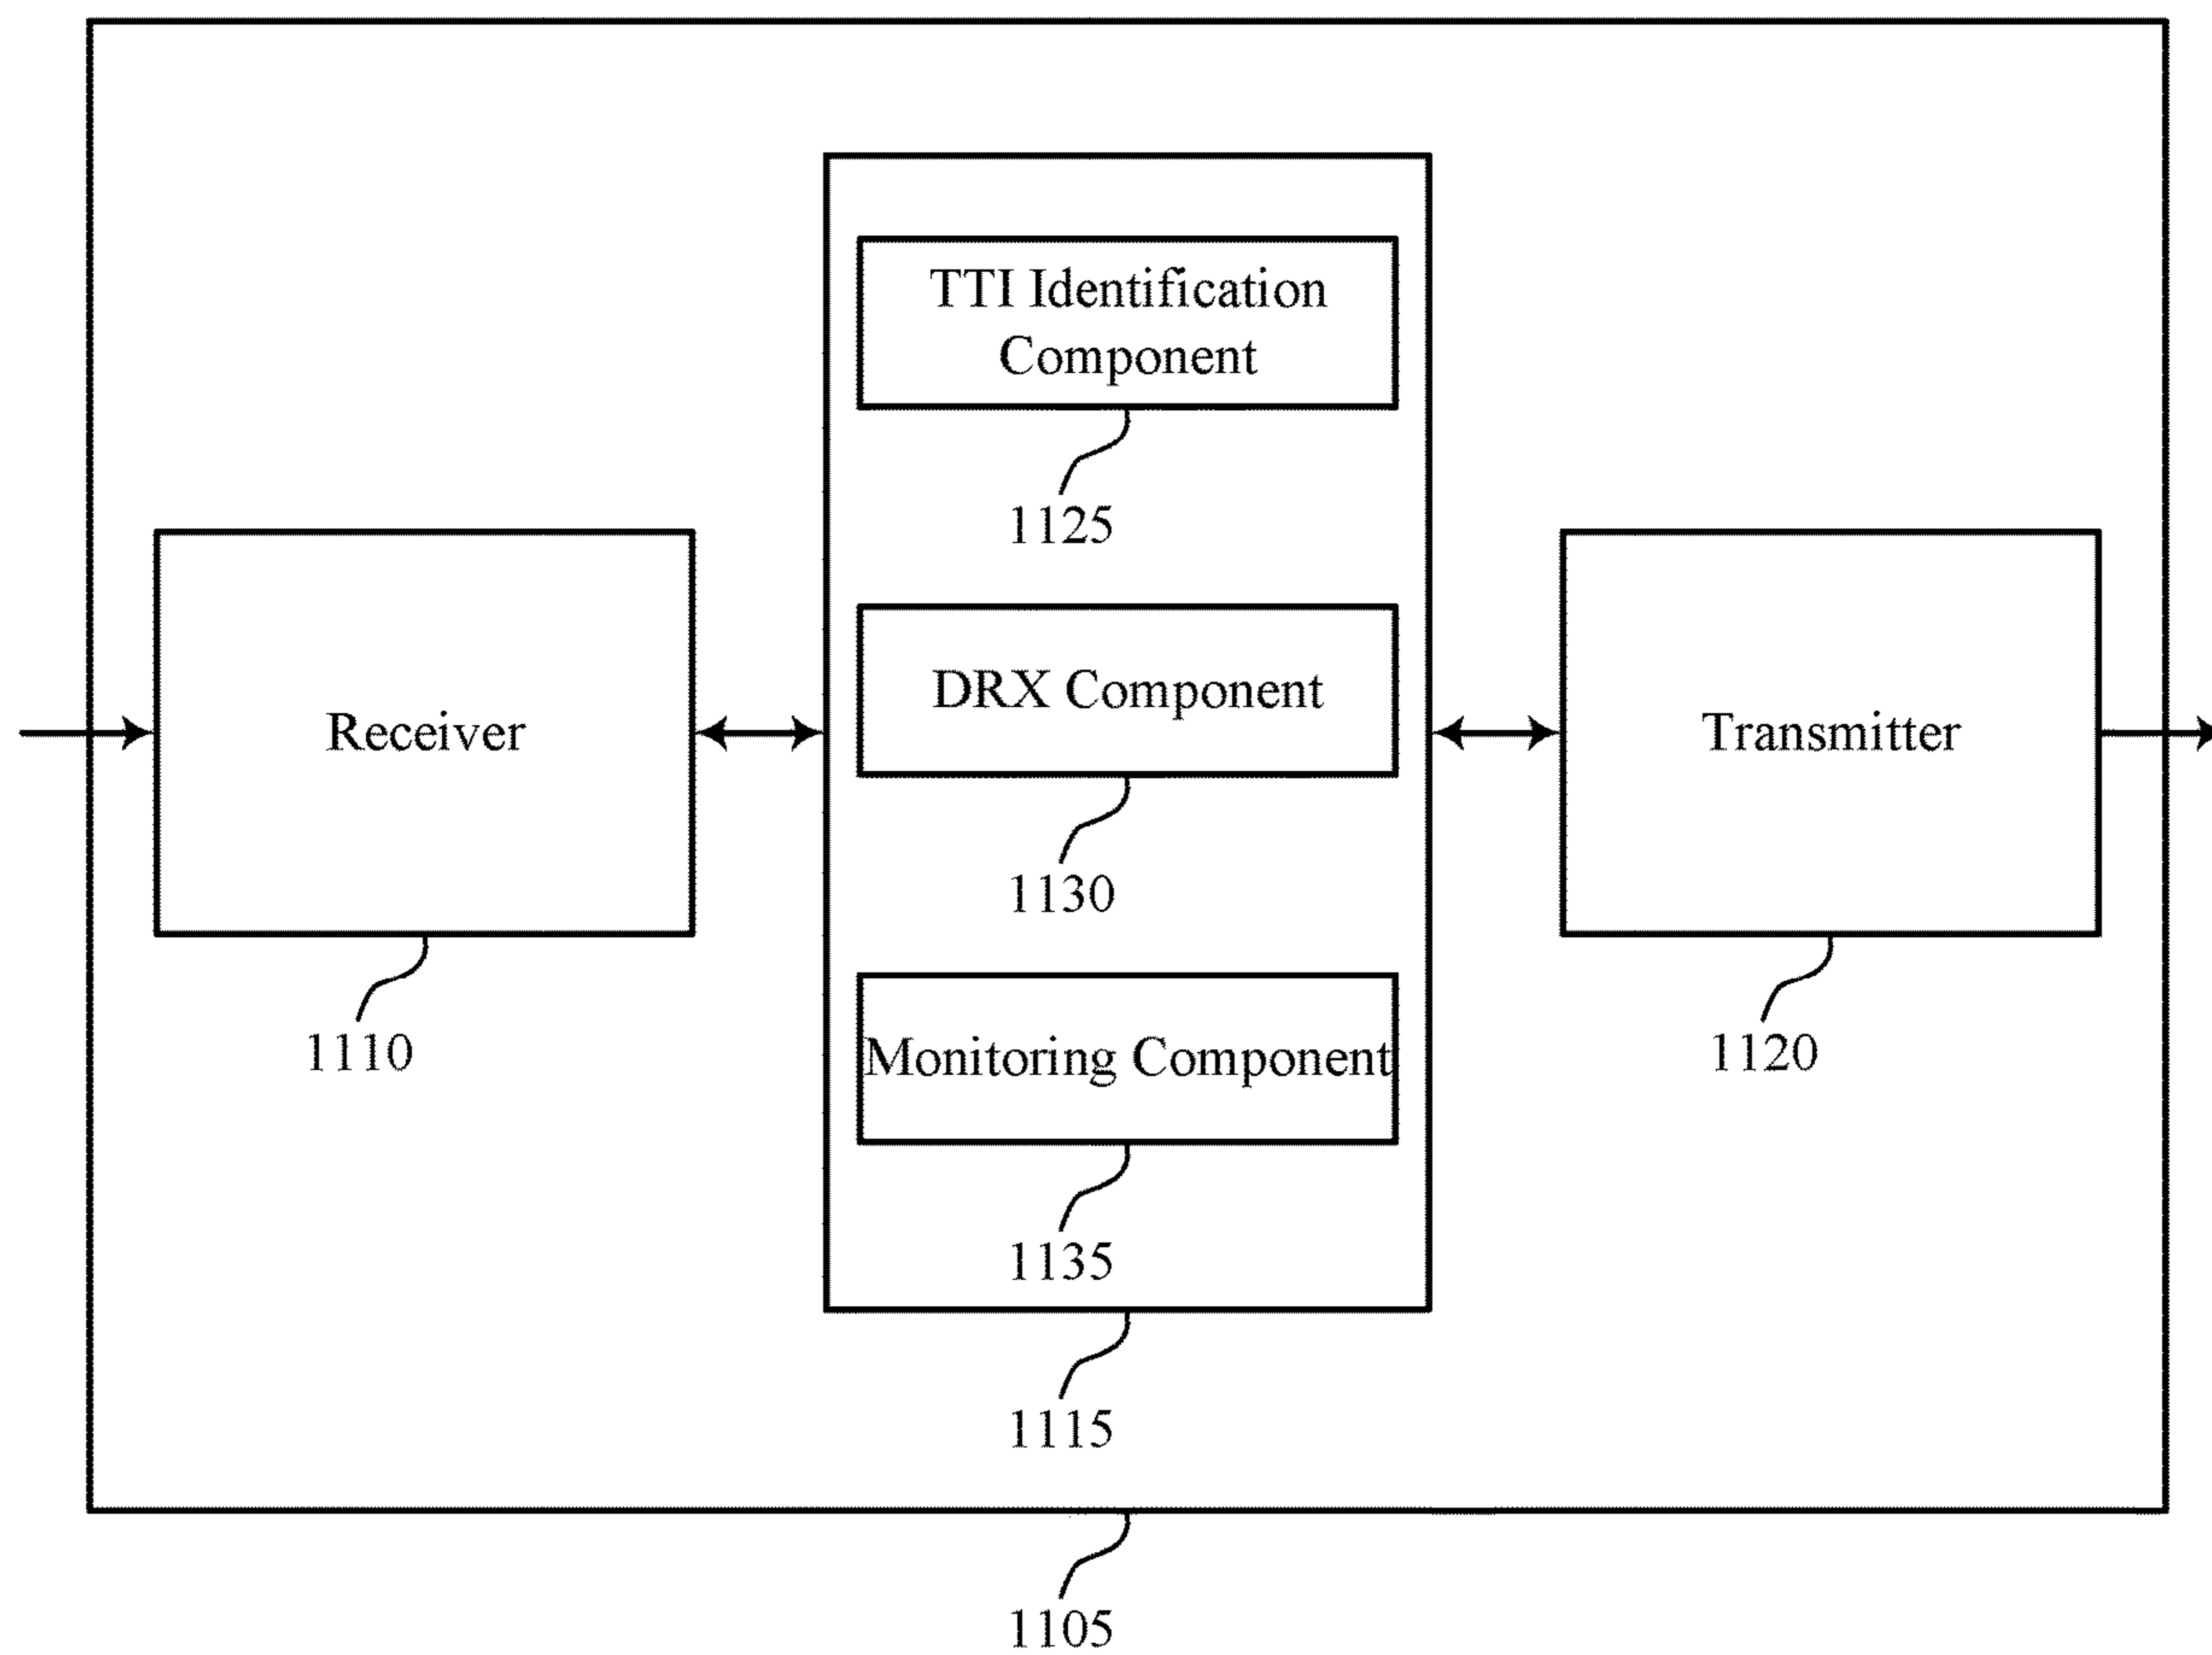 TTI Identification
Component
1125
DRX Component
1130
Monitoring Component
1135
1115
Receiver
1110
Transmitter
1120
1105